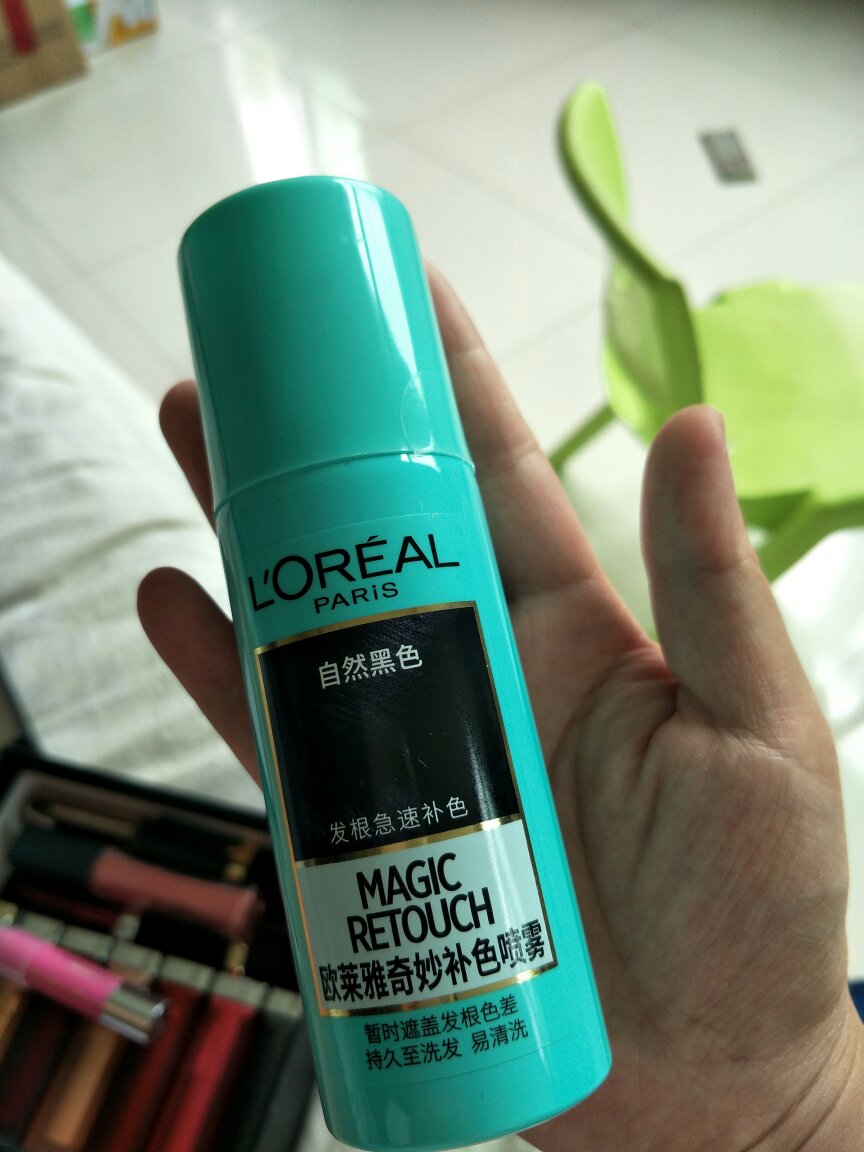 L'ORÉAL
PARiS
自然黑色
发根急速补色
MAGIC
RETOUCH
欧莱雅奇妙补色喷雾
暂时遮盖发根色差
持久至洗发 易清洗